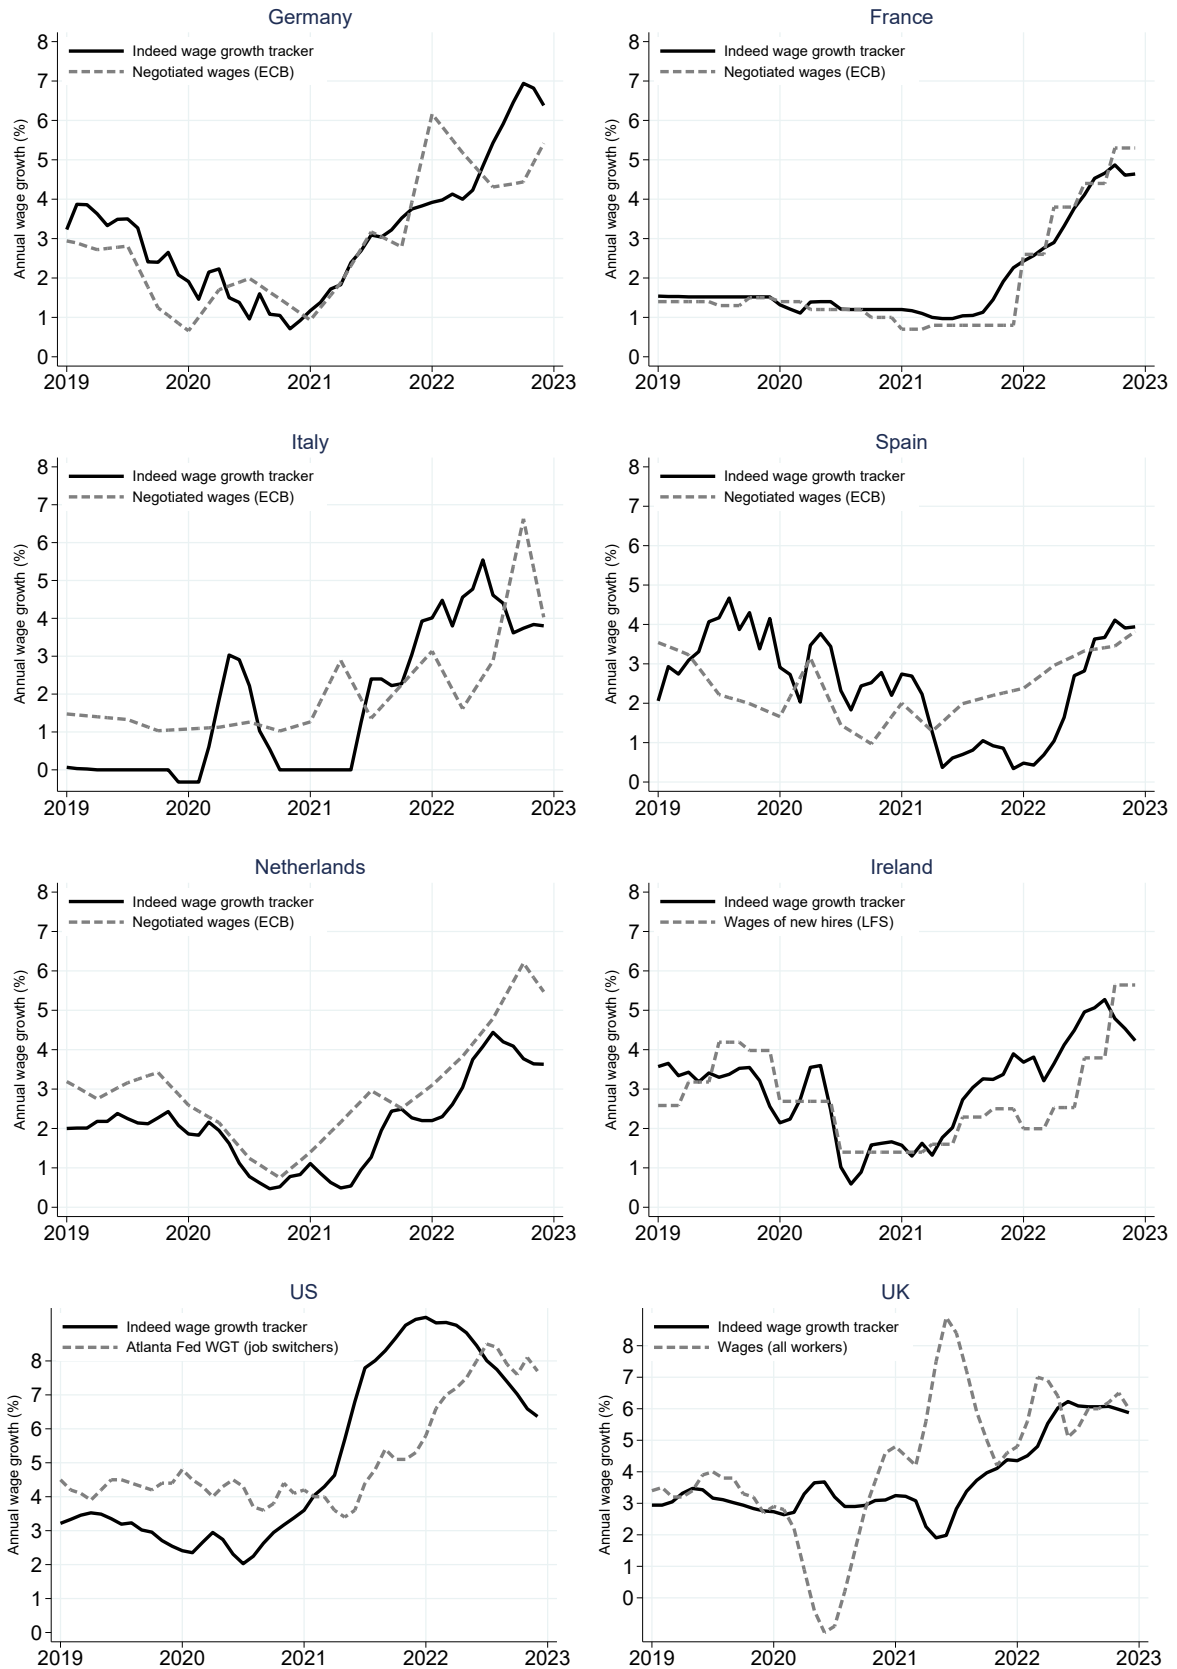 Germany
Indeed wage growth tracker
Negotiated wages (ECB)
Annual wage growth (%)
8
7
6
5
4
3
2
1
0
2019 2020 2021 2022 2023
France
Indeed wage growth tracker
Negotiated wages (ECB)
Annual wage growth (%)
8
7
6
5
4
3
2
1
0
2019 2020 2021 2022 2023
Italy
Indeed wage growth tracker
Negotiated wages (ECB)
Annual wage growth (%)
8
7
6
5
4
3
2
1
0
2019 2020 2021 2022 2023
Spain
Indeed wage growth tracker
Negotiated wages (ECB)
Annual wage growth (%)
8
7
6
5
4
3
2
1
0
2019 2020 2021 2022 2023
Netherlands
Indeed wage growth tracker
Negotiated wages (ECB)
Annual wage growth (%)
8
7
6
5
4
3
2
1
0
2019 2020 2021 2022 2023
Ireland
Indeed wage growth tracker
Wages of new hires (LFS)
Annual wage growth (%)
8
7
6
5
4
3
2
1
0
2019 2020 2021 2022 2023
US
Indeed wage growth tracker
Atlanta Fed WGT (job switchers)
Annual wage growth (%)
8
7
6
5
4
3
2
1
0
2019 2020 2021 2022 2023
UK
Indeed wage growth tracker
Wages (all workers)
Annual wage growth (%)
8
7
6
5
4
3
2
1
0
2019 2020 2021 2022 2023